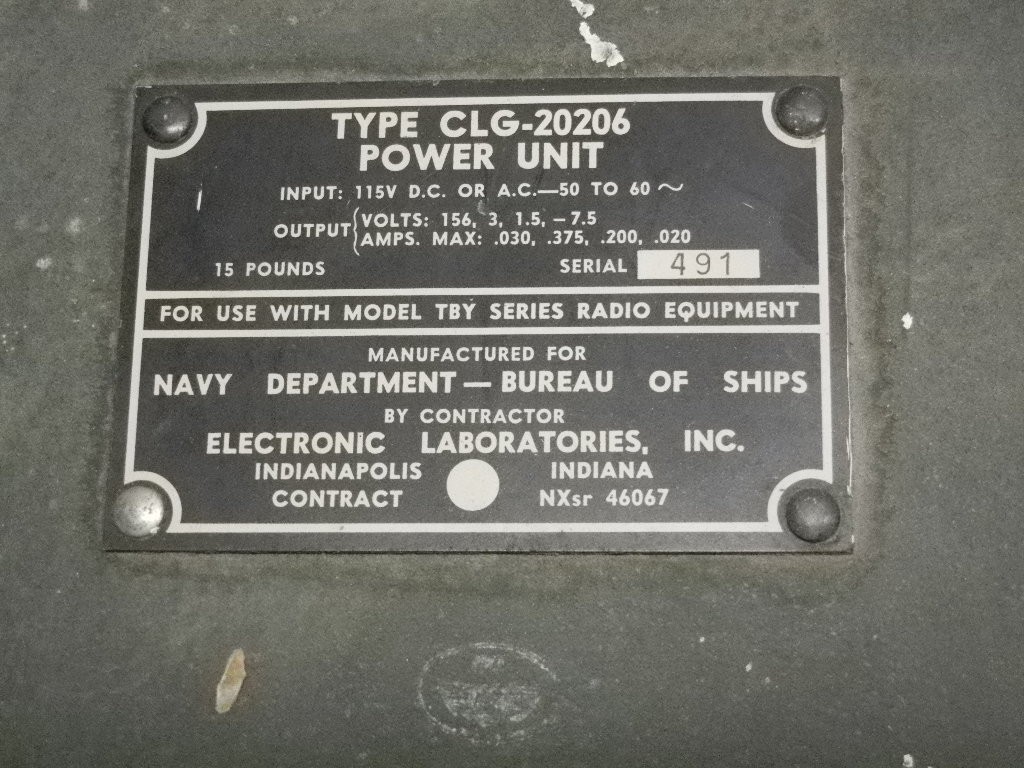 TYPE CLG-20206
POWER UNIT
INPUT: 115V D.C. OR A.C.—50 TO 60 ~
OUTPUT { VOLTS: 156, 3, 1.5, −7.5
AMPS. MAX: .030, .375, .200, .020
15 POUNDS SERIAL 491
FOR USE WITH MODEL TBY SERIES RADIO EQUIPMENT
MANUFACTURED FOR
NAVY DEPARTMENT — BUREAU OF SHIPS
BY CONTRACTOR
ELECTRONIC LABORATORIES, INC.
INDIANAPOLIS INDIANA
CONTRACT NXsr 46067